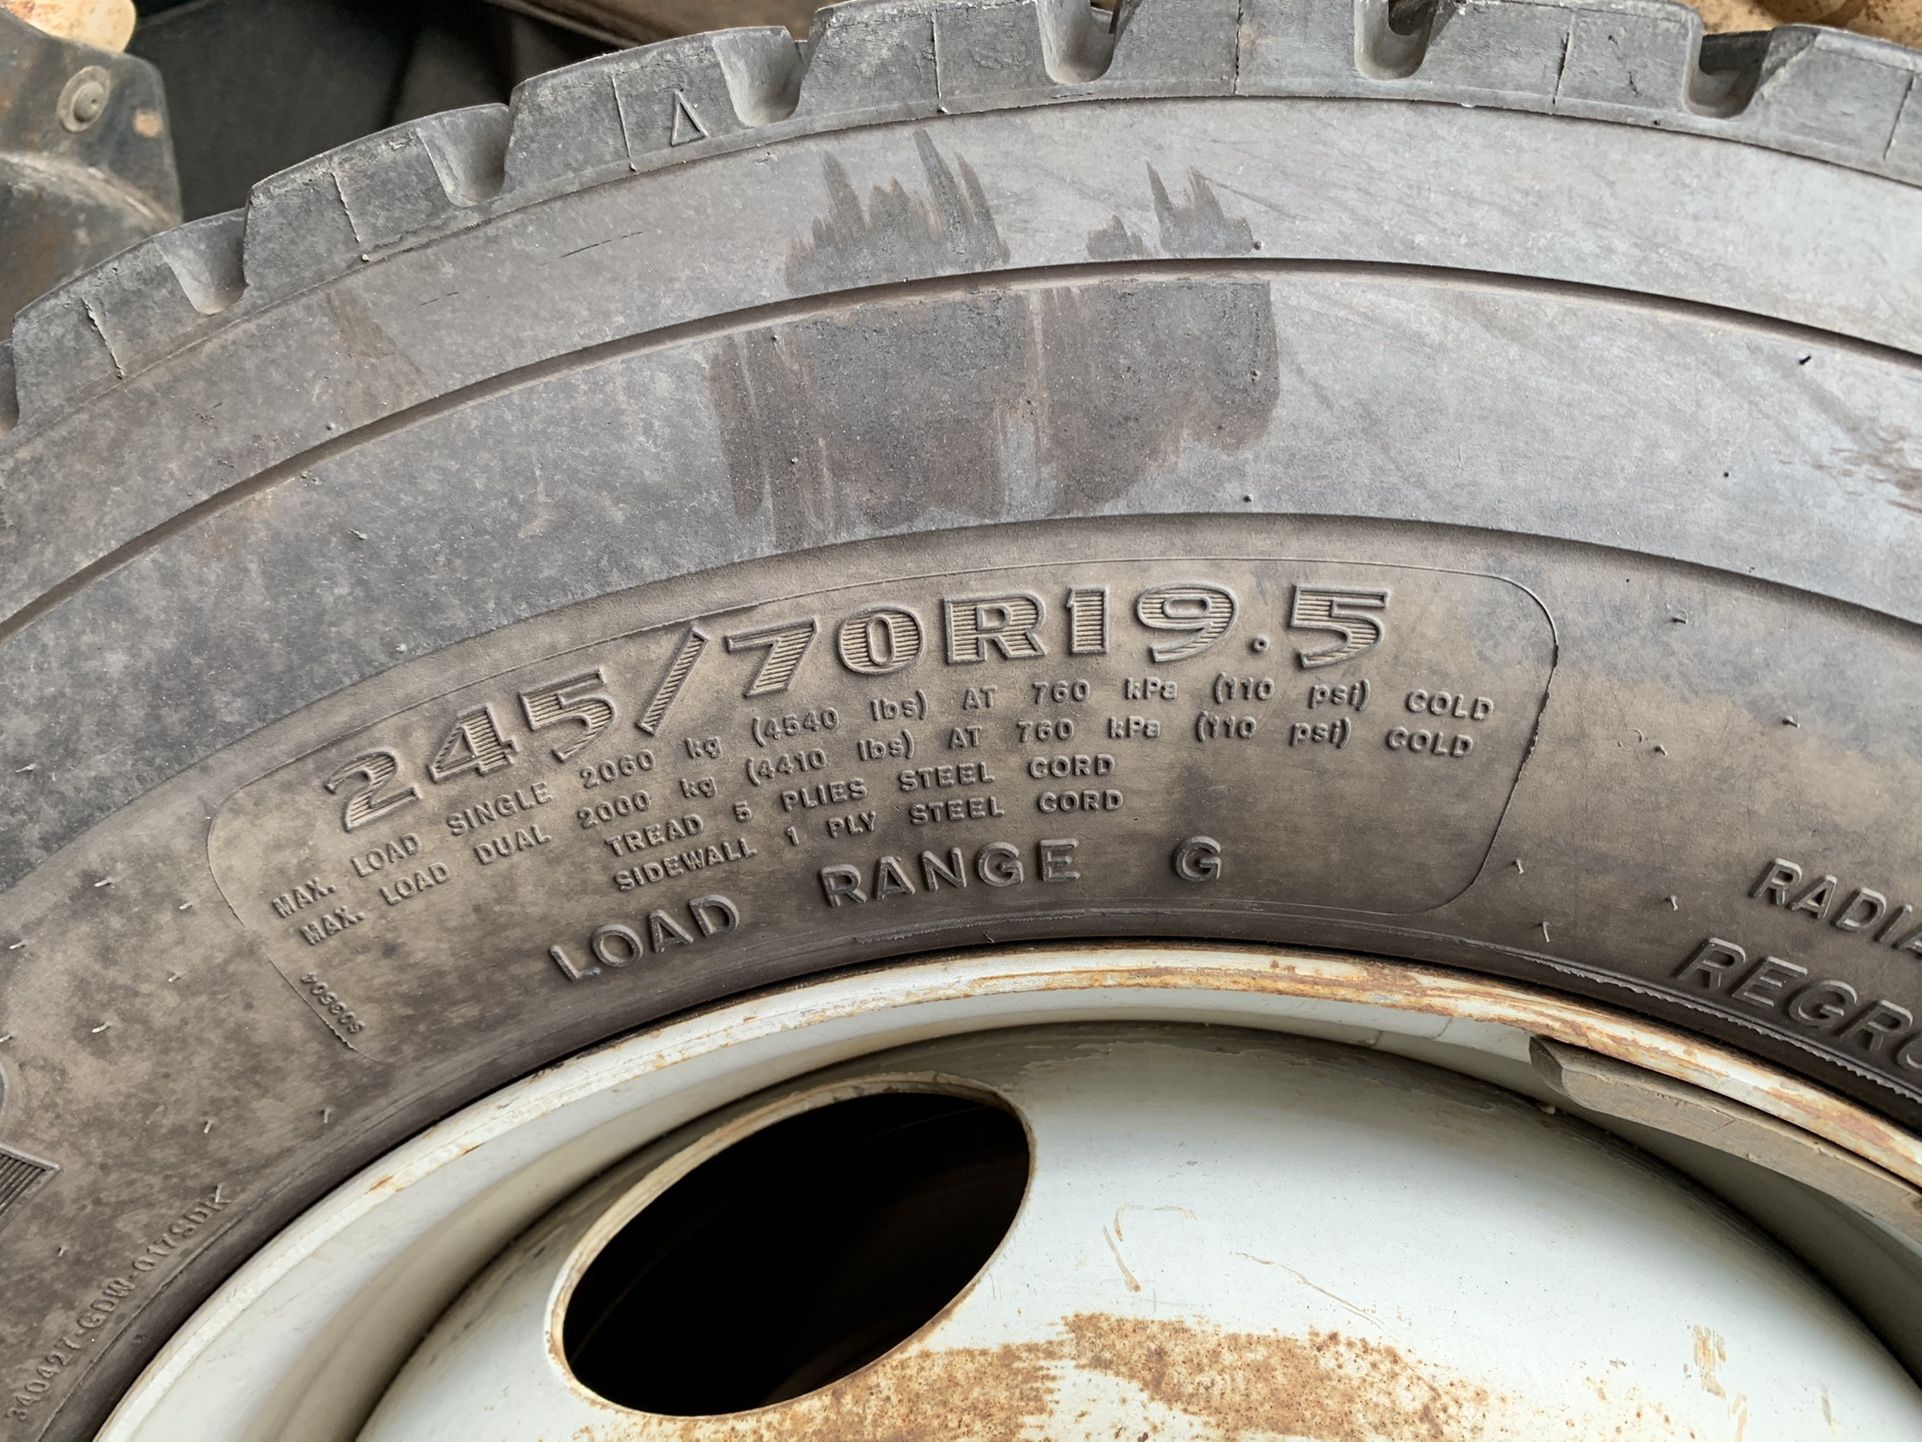 245/70R19.5
MAX. LOAD SINGLE 2060 kg (4540 lbs) AT 760 kPa (110 psi) COLD
MAX. LOAD DUAL 2000 kg (4410 lbs) AT 760 kPa (110 psi) COLD
TREAD 5 PLIES STEEL CORD
SIDEWALL 1 PLY STEEL CORD
LOAD RANGE G